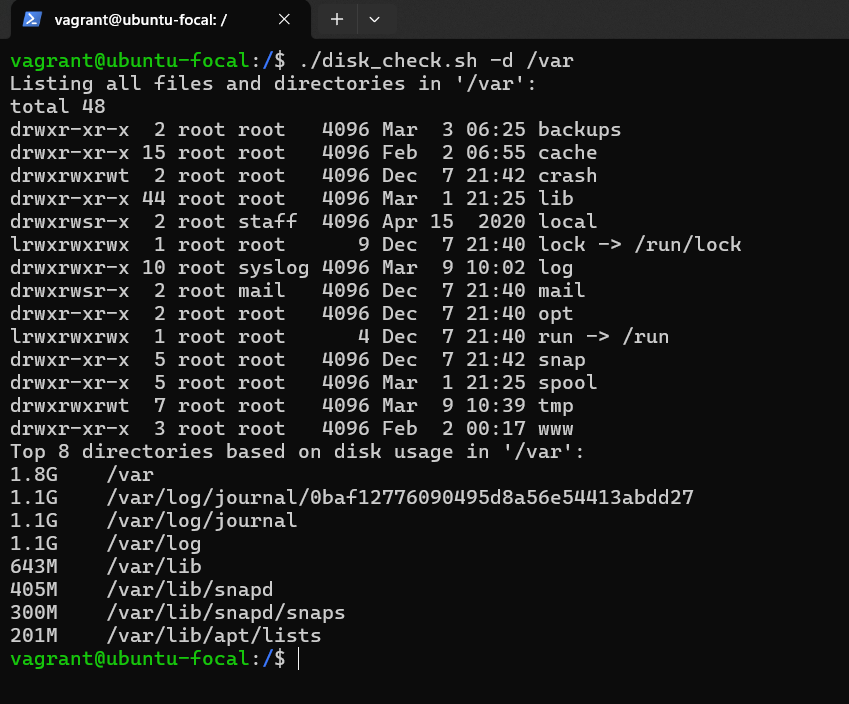 vagrant@ubuntu-focal: /
vagrant@ubuntu-focal:/$ ./disk_check.sh -d /var
Listing all files and directories in '/var':
total 48
drwxr-xr-x  2 root root   4096 Mar  3 06:25 backups
drwxr-xr-x 15 root root   4096 Feb  2 06:55 cache
drwxrwxrwt  2 root root   4096 Dec  7 21:42 crash
drwxr-xr-x 44 root root   4096 Mar  1 21:25 lib
drwxrwsr-x  2 root staff  4096 Apr 15  2020 local
lrwxrwxrwx  1 root root      9 Dec  7 21:40 lock -> /run/lock
drwxrwxr-x 10 root syslog 4096 Mar  9 10:02 log
drwxrwsr-x  2 root mail   4096 Dec  7 21:40 mail
drwxr-xr-x  2 root root   4096 Dec  7 21:40 opt
lrwxrwxrwx  1 root root      4 Dec  7 21:40 run -> /run
drwxr-xr-x  5 root root   4096 Dec  7 21:42 snap
drwxr-xr-x  5 root root   4096 Mar  1 21:25 spool
drwxrwxrwt  7 root root   4096 Mar  9 10:39 tmp
drwxr-xr-x  3 root root   4096 Feb  2 00:17 www
Top 8 directories based on disk usage in '/var':
1.8G    /var
1.1G    /var/log/journal/0baf12776090495d8a56e54413abdd27
1.1G    /var/log/journal
1.1G    /var/log
643M    /var/lib
405M    /var/lib/snapd
300M    /var/lib/snapd/snaps
201M    /var/lib/apt/lists
vagrant@ubuntu-focal:/$